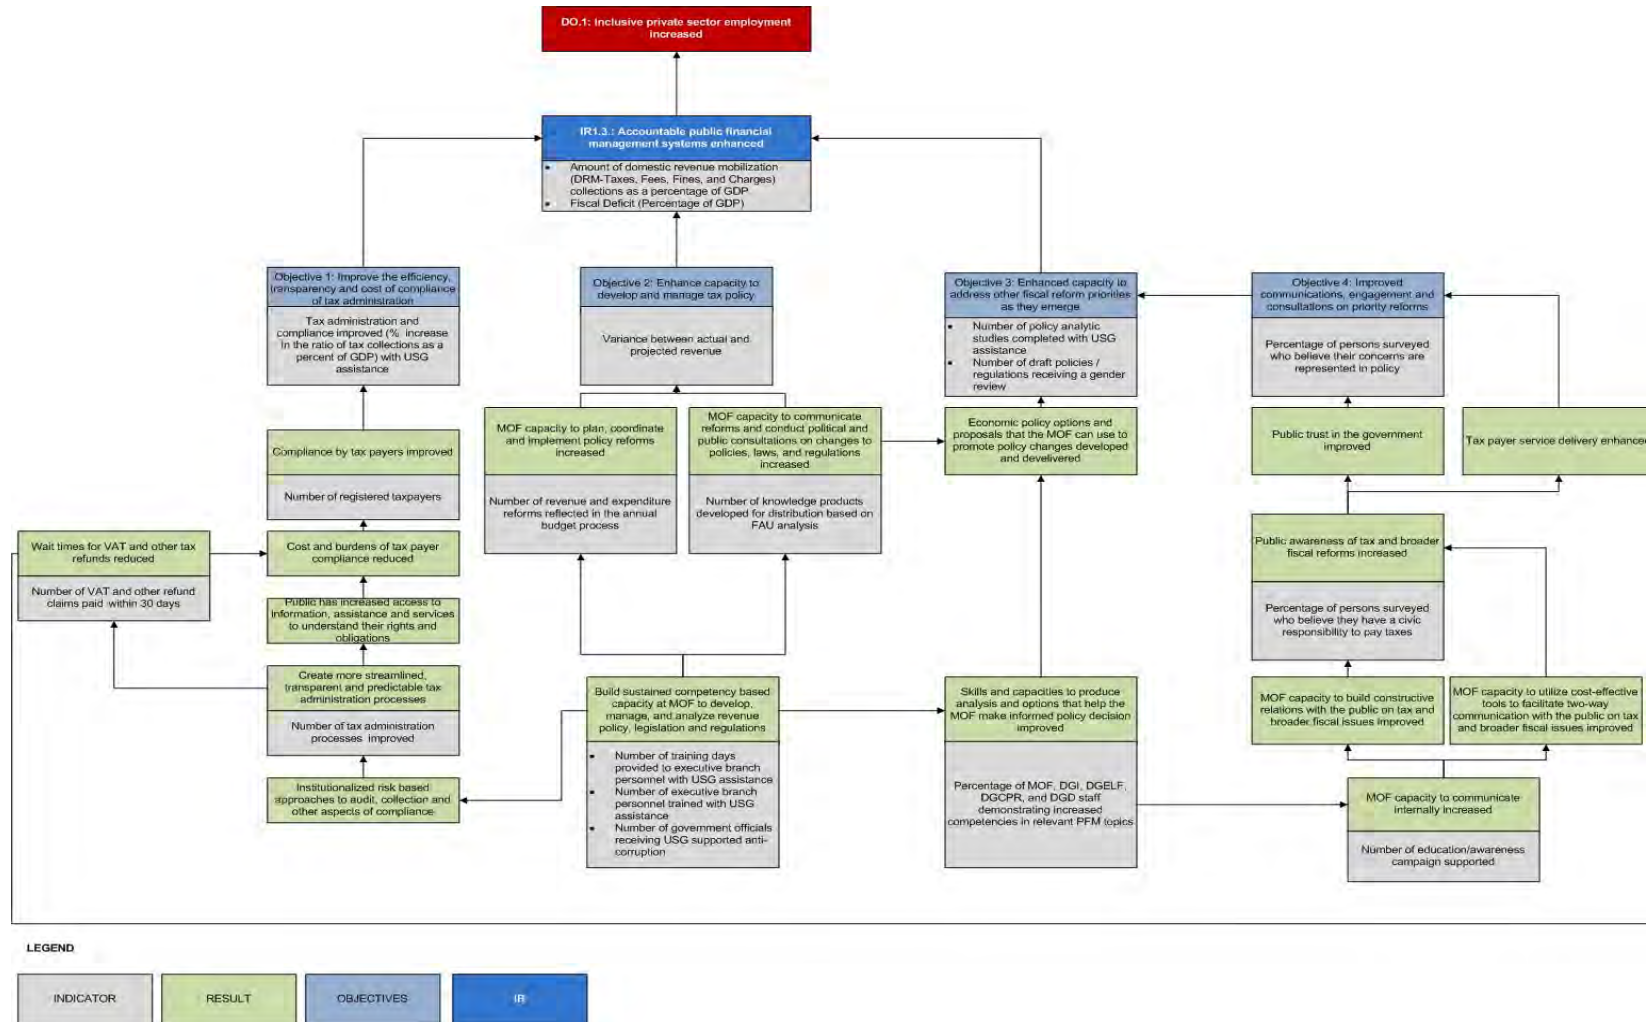 DO.1: Inclusive private sector employment
increased
IR1.3.: Accountable public financial
management systems enhanced
• Amount of domestic revenue mobilization
(DRM-Taxes, Fees, Fines, and Charges)
collections as a percentage of GDP
• Fiscal Deficit (Percentage of GDP)
Objective 1: Improve the efficiency,
transparency and cost of compliance
of tax administration
Tax administration and
compliance improved (% increase
in the ratio of tax collections as a
percent of GDP) with USG
assistance
Objective 2: Enhance capacity to
develop and manage tax policy
Variance between actual and
projected revenue
Objective 3: Enhanced capacity to
address other fiscal reform priorities
as they emerge
• Number of policy analytic
studies completed with USG
assistance
• Number of draft policies /
regulations receiving a gender
review
Objective 4: Improved
communications, engagement and
consultations on priority reforms
Percentage of persons surveyed
who believe their concerns are
represented in policy
Compliance by tax payers improved
Number of registered taxpayers
MOF capacity to plan, coordinate
and implement policy reforms
increased
Number of revenue and expenditure
reforms reflected in the annual
budget process
MOF capacity to communicate
reforms and conduct political and
public consultations on changes to
policies, laws, and regulations
increased
Number of knowledge products
developed for distribution based on
FAU analysis
Economic policy options and
proposals that the MOF can use to
promote policy changes developed
and develivered
Public trust in the government
improved
Tax payer service delivery enhanced
Wait times for VAT and other tax
refunds reduced
Number of VAT and other refund
claims paid within 30 days
Cost and burdens of tax payer
compliance reduced
Public has increased access to
information, assistance and services
to understand their rights and
obligations
Create more streamlined,
transparent and predictable tax
administration processes
Number of tax administration
processes improved
Institutionalized risk based
approaches to audit, collection and
other aspects of compliance
Build sustained competency based
capacity at MOF to develop,
manage, and analyze revenue
policy, legislation and regulations
• Number of training days
provided to executive branch
personnel with USG assistance
• Number of executive branch
personnel trained with USG
assistance
• Number of government officials
receiving USG supported anti-
corruption
Skills and capacities to produce
analysis and options that help the
MOF make informed policy decision
improved
Percentage of MOF, DGI, DGELF,
DGCPR, and DGD staff
demonstrating increased
competencies in relevant PFM topics
Public awareness of tax and broader
fiscal reforms increased
Percentage of persons surveyed
who believe they have a civic
responsibility to pay taxes
MOF capacity to build constructive
relations with the public on tax and
broader fiscal issues improved
MOF capacity to utilize cost-effective
tools to facilitate two-way
communication with the public on tax
and broader fiscal issues improved
MOF capacity to communicate
internally increased
Number of education/awareness
campaign supported
LEGEND
INDICATOR
RESULT
OBJECTIVES
IR